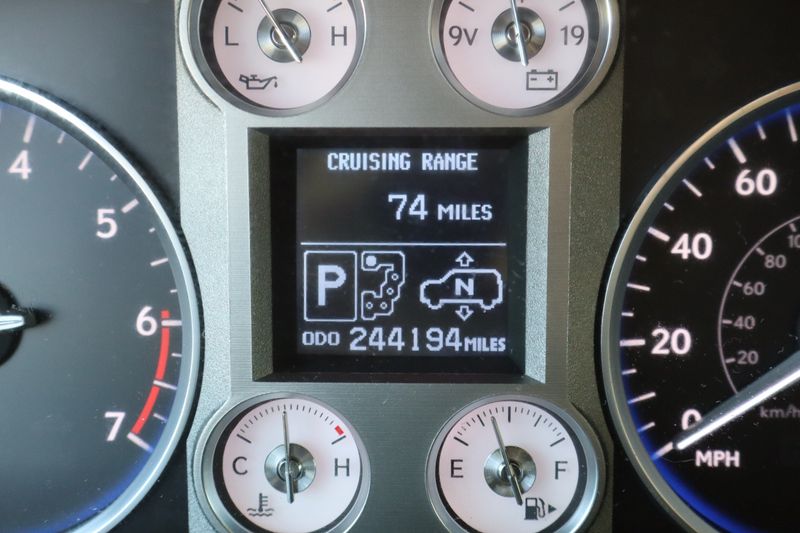 L H
9V 19
CRUISING RANGE
74 MILES
P N
ODO 244194 MILES
4
5
6
7
60
40
20
0
MPH
100
80
60
40
20
km/h
C H
E F